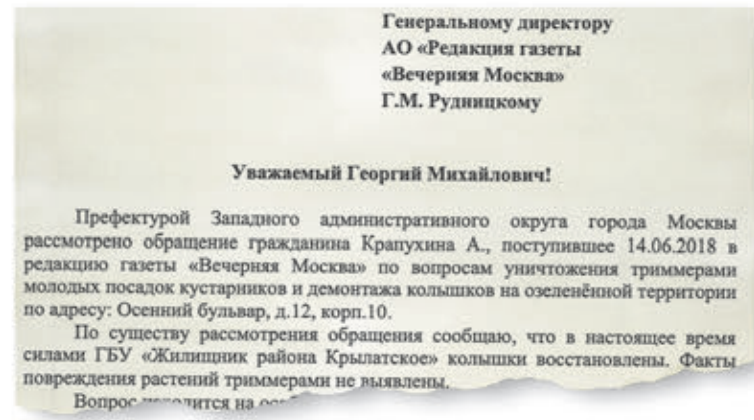 Генеральному директору
АО «Редакция газеты
«Вечерняя Москва»
Г.М. Рудницкому
Уважаемый Георгий Михайлович!
Префектурой Западного административного округа города Москвы
рассмотрено обращение гражданина Крапухина А., поступившее 14.06.2018 в
редакцию газеты «Вечерняя Москва» по вопросам уничтожения триммерами
молодых посадок кустарников и демонтажа колышков на озеленённой территории
по адресу: Осенний бульвар, д.12, корп.10.
По существу рассмотрения обращения сообщаю, что в настоящее время
силами ГБУ «Жилищник района Крылатское» колышки восстановлены. Факты
повреждения растений триммерами не выявлены.
Вопрос находится на